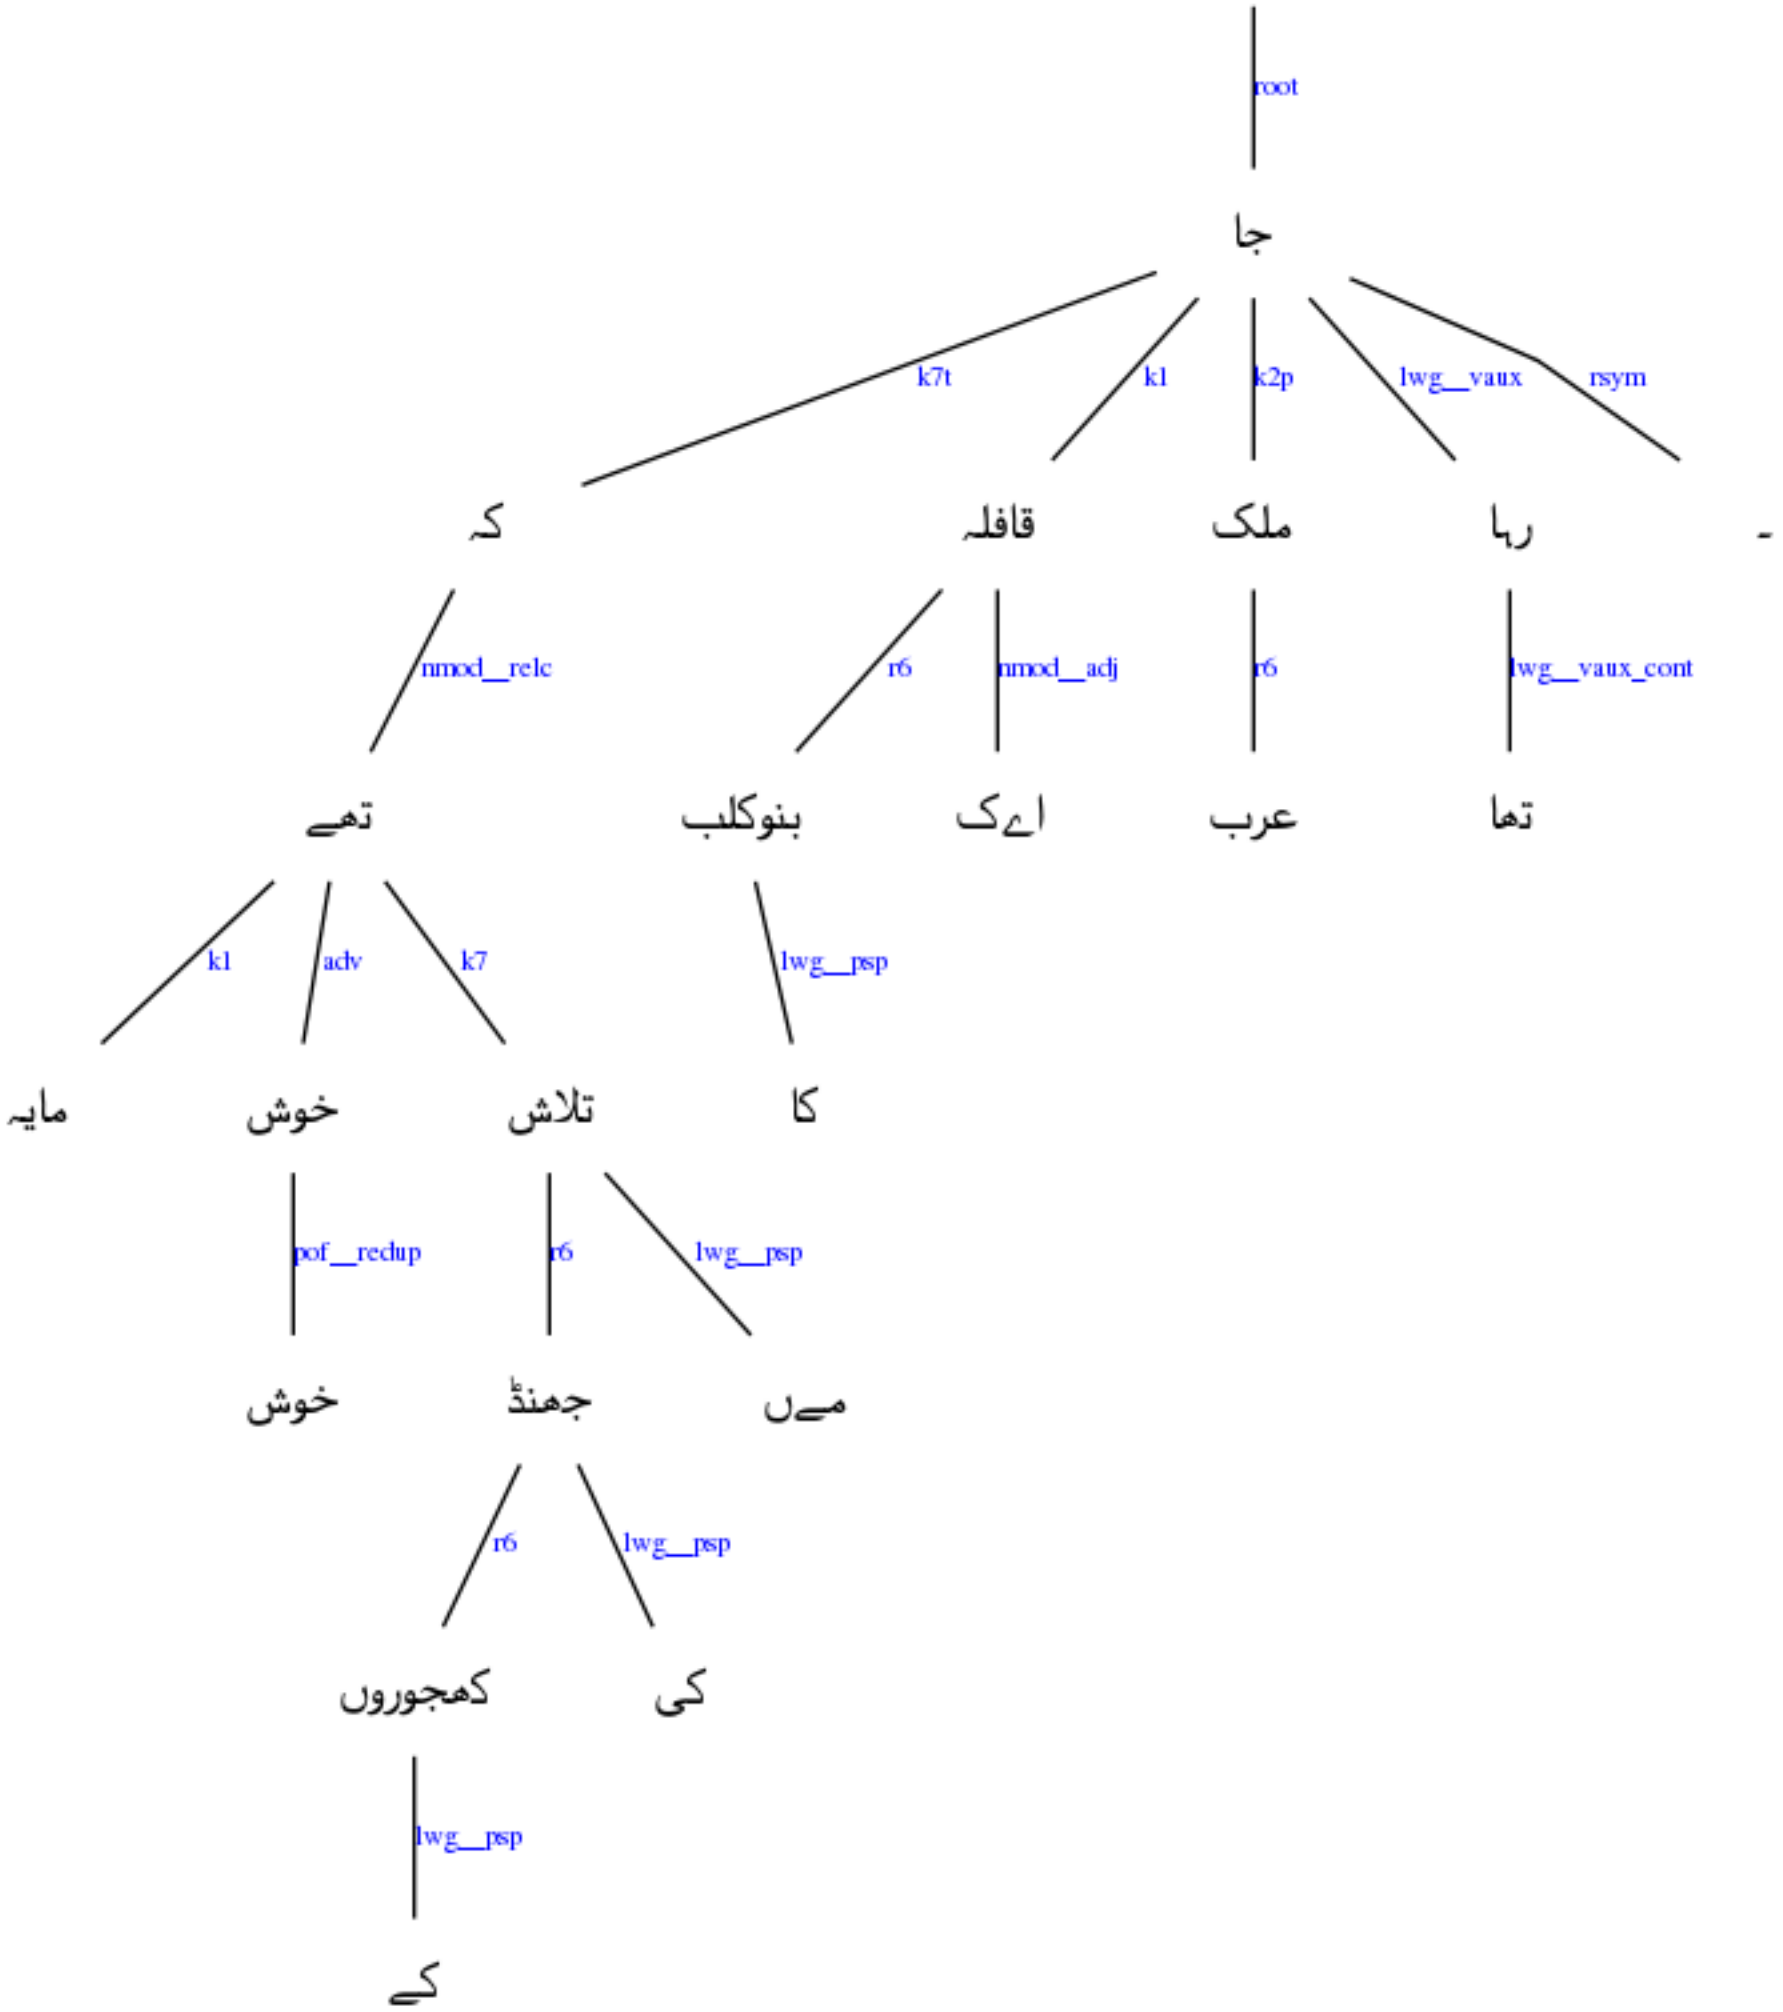 root
جا
k7t k1 k2p lwg__vaux rsym
کہ قافلہ ملک رہا ۔
nmod__relc r6 nmod__adj r6 lwg__vaux_cont
تھے بنوکلب اےک عرب تھا
k1 adv k7 lwg__psp
مایہ خوش تلاش کا
pof__redup r6 lwg__psp
خوش جھنڈ مےں
r6 lwg__psp
کھجوروں کی
lwg__psp
کے